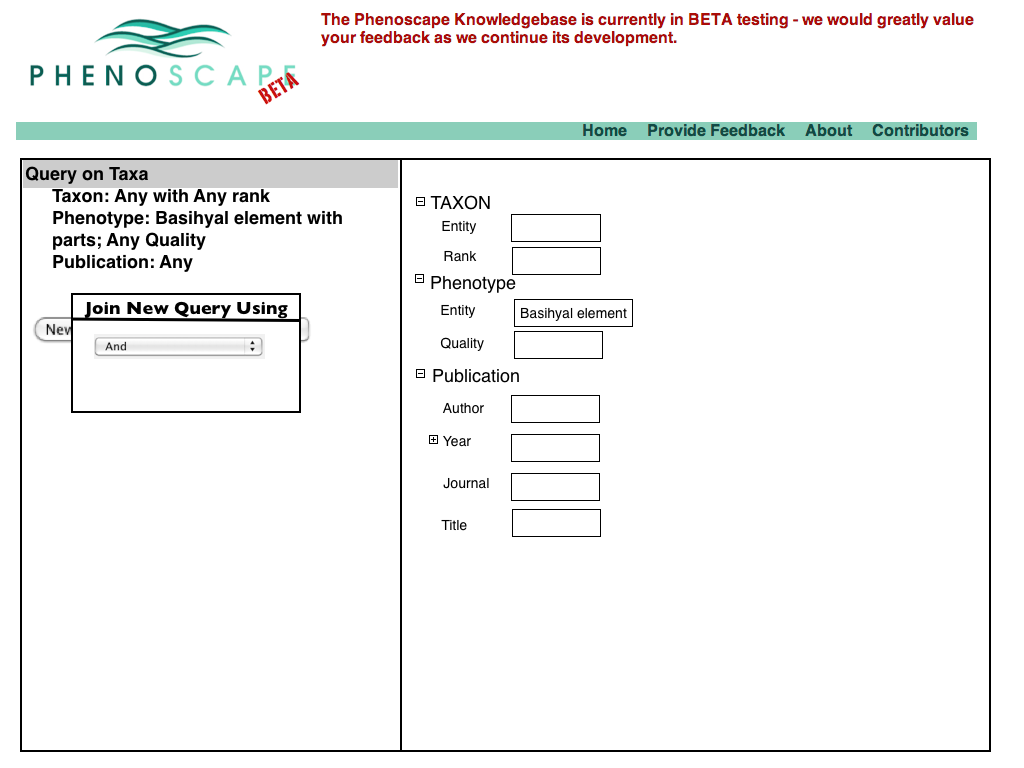 The Phenoscape Knowledgebase is currently in BETA testing - we would greatly value
your feedback as we continue its development.
PHENOSCAPE
BETA
Home Provide Feedback About Contributors
Query on Taxa
Taxon: Any with Any rank
Phenotype: Basihyal element with
parts; Any Quality
Publication: Any
Join New Query Using
New
And
TAXON
Entity
Rank
Phenotype
Entity Basihyal element
Quality
Publication
Author
Year
Journal
Title